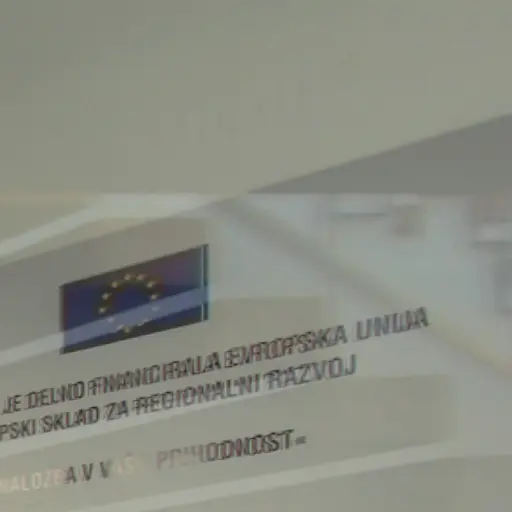 JE DELNO FINANCIRALA EVROPSKA UNIJA
PSKI SKLAD ZA REGIONALNI RAZVOJ
NALOŽBA V VAŠO PRIHODNOST